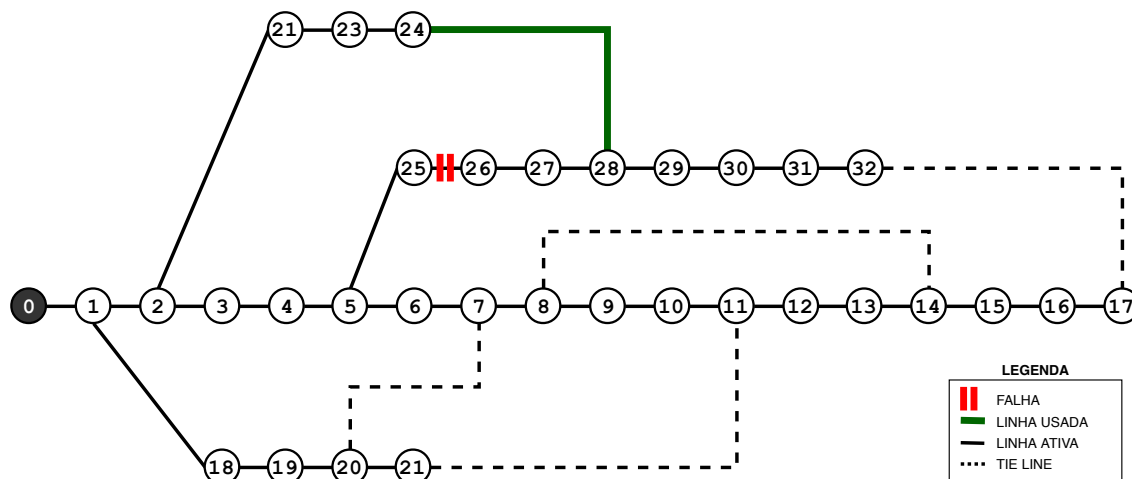 21 23 24
25 26 27 28 29 30 31 32
0 1 2 3 4 5 6 7 8 9 10 11 12 13 14 15 16 17
18 19 20 21
LEGENDA
FALHA
LINHA USADA
LINHA ATIVA
TIE LINE